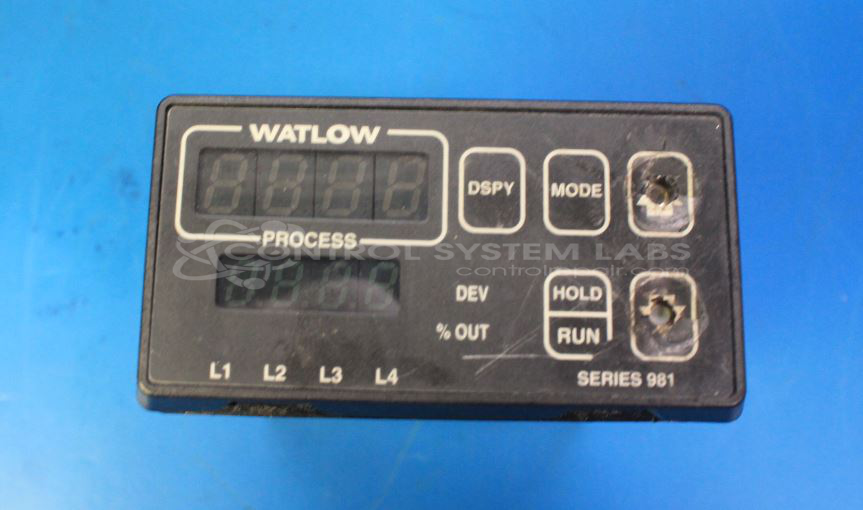 WATLOW
DSPY
MODE
PROCESS
CONTROL SYSTEM LABS
controlrepair.com
DEV
HOLD
% OUT
RUN
L1 L2 L3 L4
SERIES 981